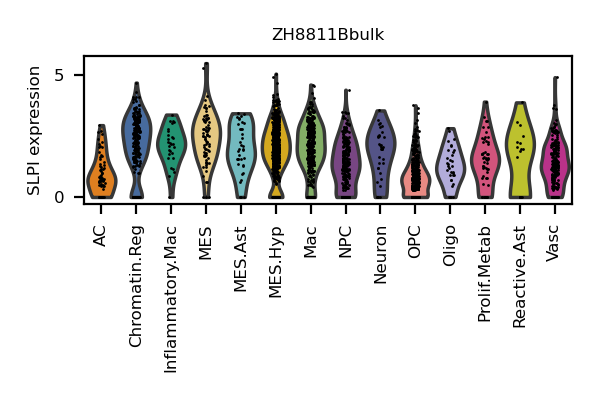 ZH8811Bbulk
SLPI expression
5
0
AC
Chromatin.Reg
Inflammatory.Mac
MES
MES.Ast
MES.Hyp
Mac
NPC
Neuron
OPC
Oligo
Prolif.Metab
Reactive.Ast
Vasc